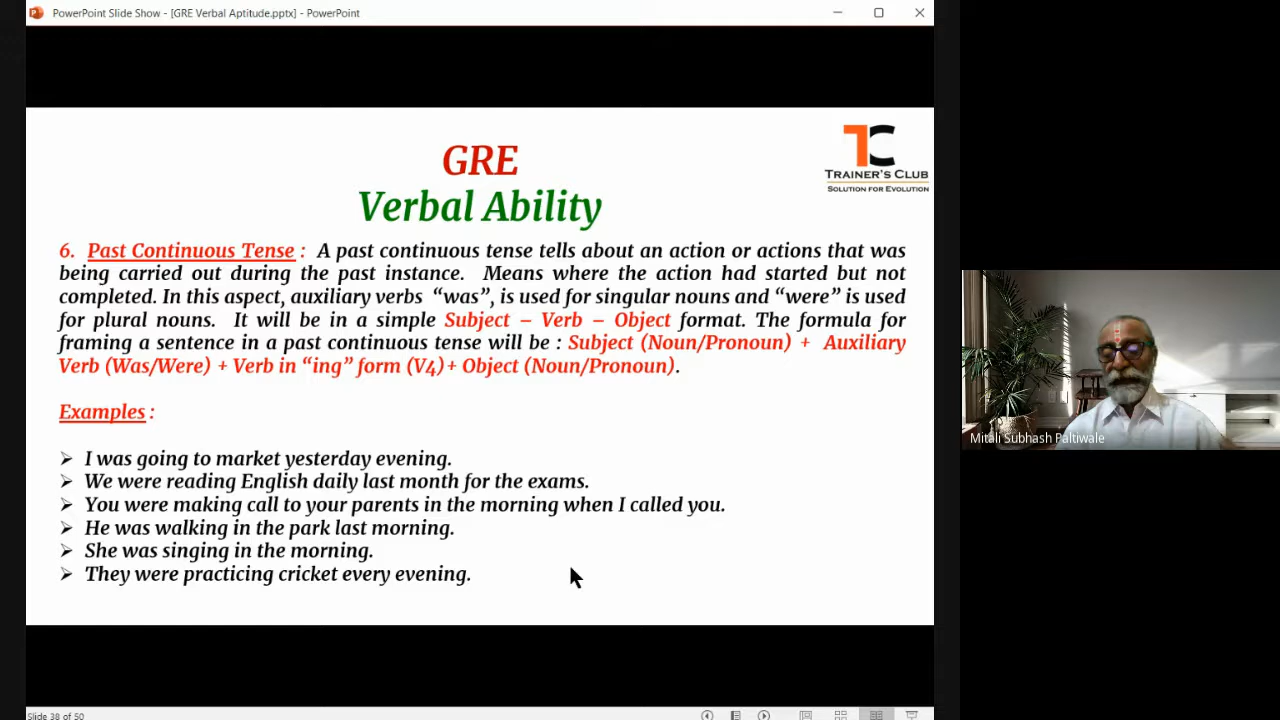 PowerPoint Slide Show - [GRE Verbal Aptitude.pptx] - PowerPoint
GRE
Verbal Ability
TC
TRAINER'S CLUB
SOLUTION FOR EVOLUTION
6. Past Continuous Tense : A past continuous tense tells about an action or actions that was
being carried out during the past instance. Means where the action had started but not
completed. In this aspect, auxiliary verbs “was”, is used for singular nouns and “were” is used
for plural nouns. It will be in a simple Subject – Verb – Object format. The formula for
framing a sentence in a past continuous tense will be : Subject (Noun/Pronoun) + Auxiliary
Verb (Was/Were) + Verb in “ing” form (V4)+ Object (Noun/Pronoun).
Examples :
➢ I was going to market yesterday evening.
➢ We were reading English daily last month for the exams.
➢ You were making call to your parents in the morning when I called you.
➢ He was walking in the park last morning.
➢ She was singing in the morning.
➢ They were practicing cricket every evening.
Mitali Subhash Paltiwale
Slide 38 of 50